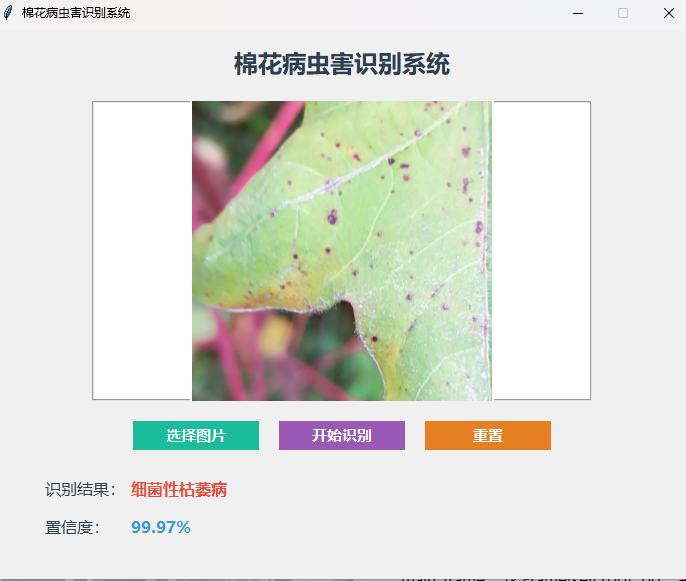 棉花病虫害识别系统
棉花病虫害识别系统
选择图片 开始识别 重置
识别结果： 细菌性枯萎病
置信度： 99.97%